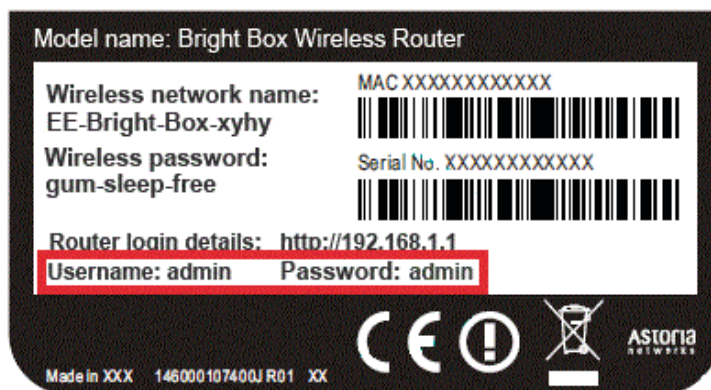 Model name: Bright Box Wireless Router
Wireless network name:
EE-Bright-Box-xyhy
Wireless password:
gum-sleep-free
MAC XXXXXXXXXXXX
Serial No. XXXXXXXXXXXX
Router login details: http://192.168.1.1
Username: admin Password: admin
CE
ASTORIA
networks
Made in XXX 146000107400J R01 XX